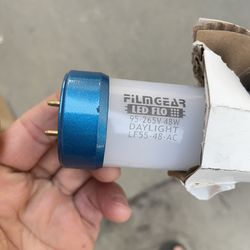 FILMGEAR
LED FLO
95-265V 48W
DAYLIGHT
LF55-48-AC